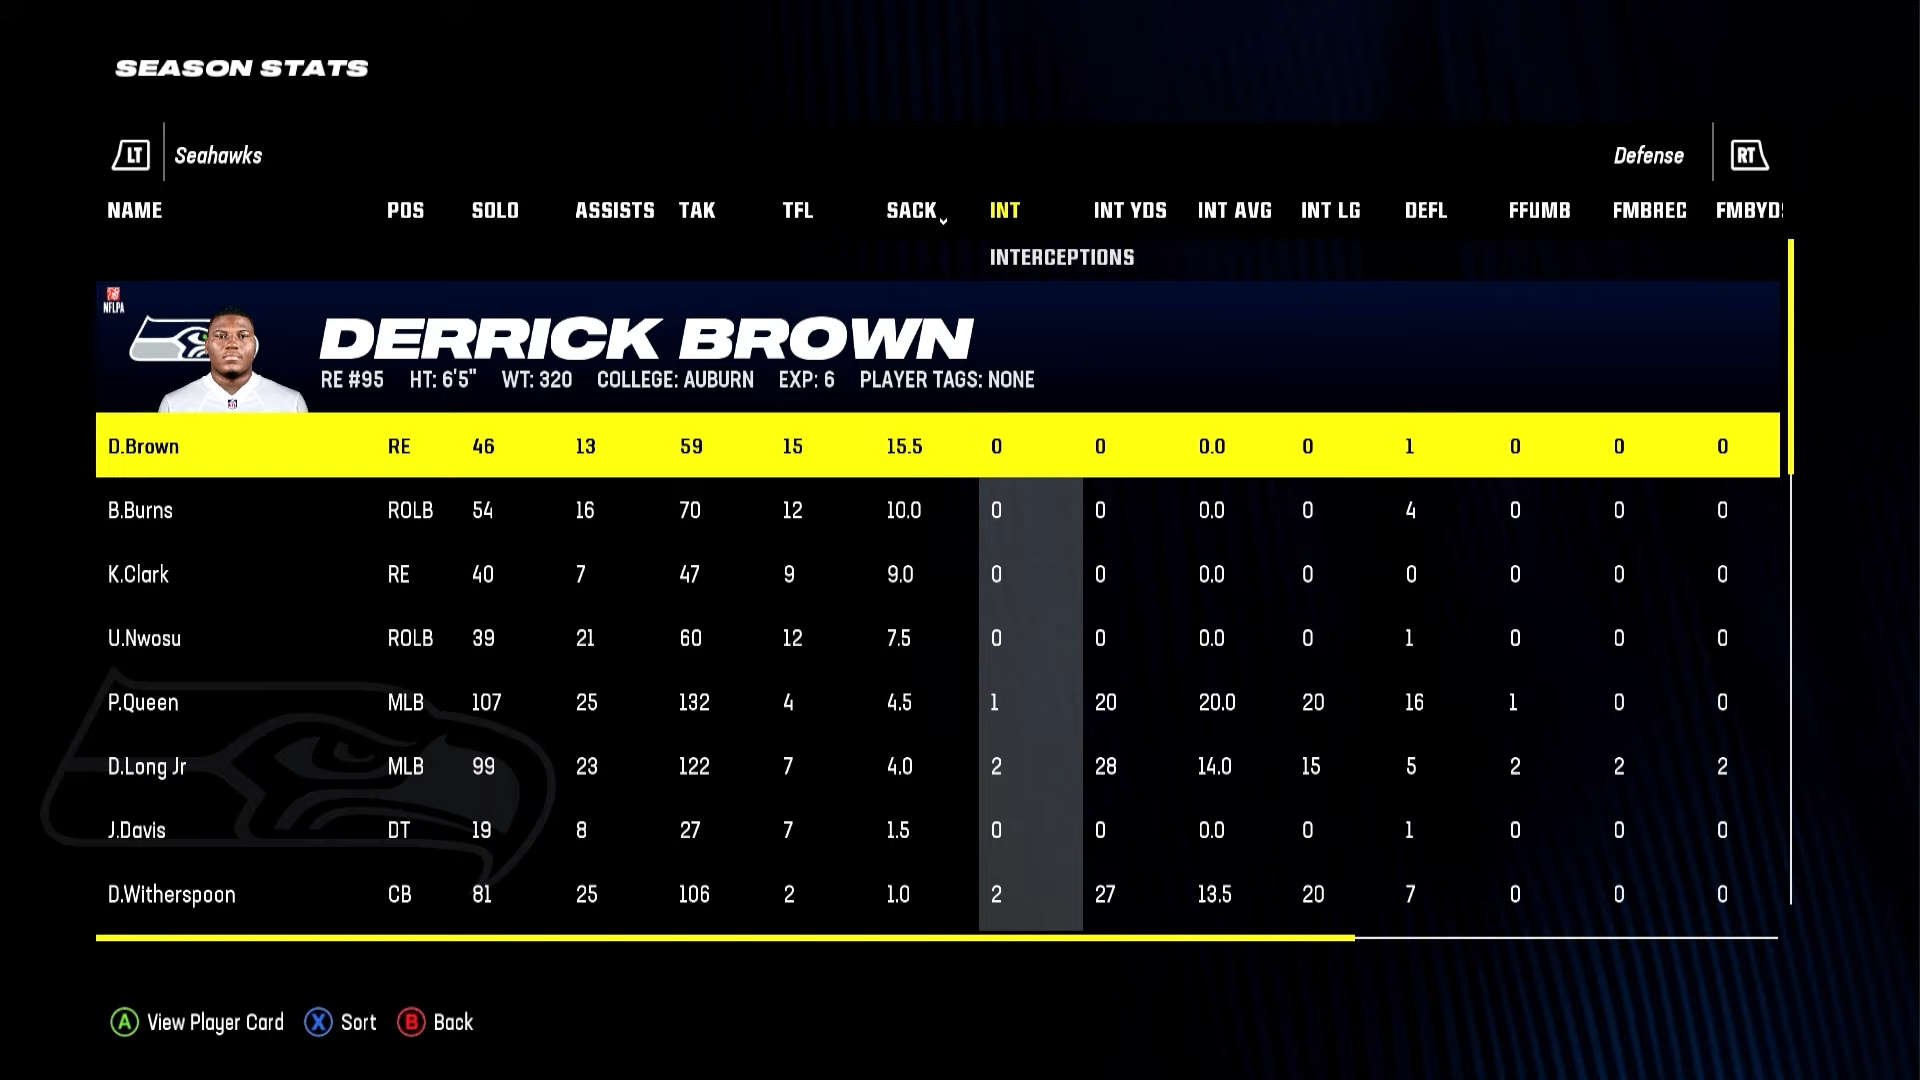 SEASON STATS
LT Seahawks Defense RT
NAME POS SOLO ASSISTS TAK TFL SACK INT INT YDS INT AVG INT LG DEFL FFUMB FMBREC FMBYD
INTERCEPTIONS
NFLPA
DERRICK BROWN
RE #95 HT: 6'5" WT: 320 COLLEGE: AUBURN EXP: 6 PLAYER TAGS: NONE
D.Brown RE 46 13 59 15 15.5 0 0 0.0 0 1 0 0 0
B.Burns ROLB 54 16 70 12 10.0 0 0 0.0 0 4 0 0 0
K.Clark RE 40 7 47 9 9.0 0 0 0.0 0 0 0 0 0
U.Nwosu ROLB 39 21 60 12 7.5 0 0 0.0 0 1 0 0 0
P.Queen MLB 107 25 132 4 4.5 1 20 20.0 20 16 1 0 0
D.Long Jr MLB 99 23 122 7 4.0 2 28 14.0 15 5 2 2 2
J.Davis DT 19 8 27 7 1.5 0 0 0.0 0 1 0 0 0
D.Witherspoon CB 81 25 106 2 1.0 2 27 13.5 20 7 0 0 0
A View Player Card X Sort B Back